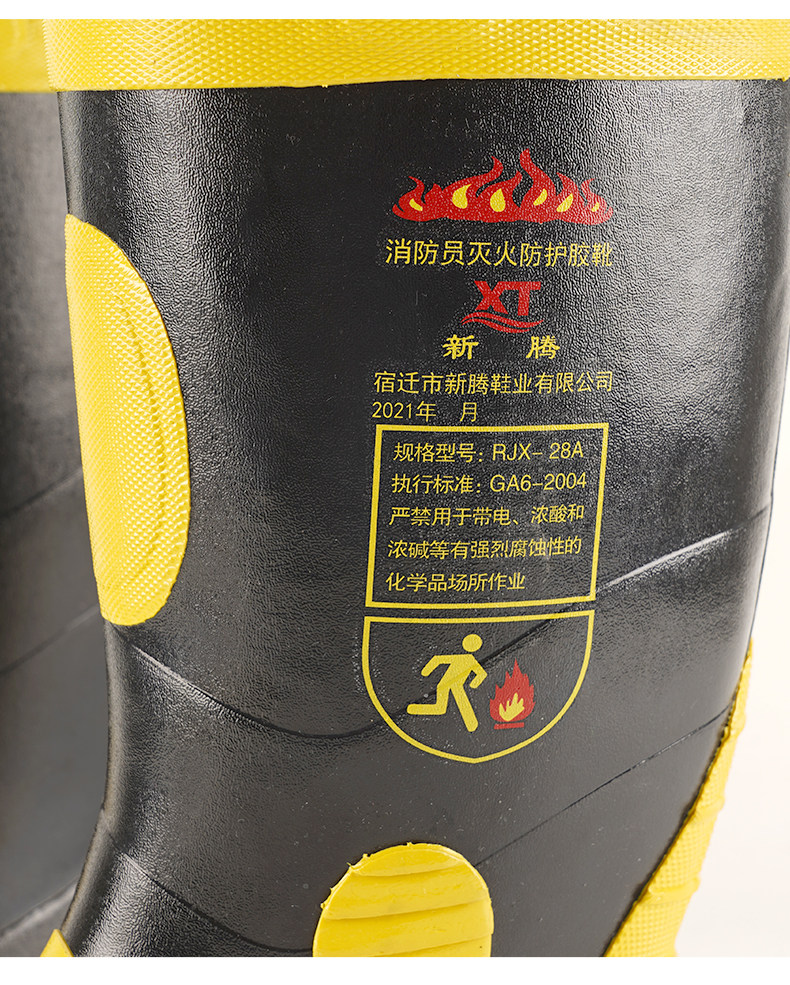 消防员灭火防护胶靴
XT
新 腾
宿迁市新腾鞋业有限公司
2021年 月
规格型号: RJX- 28A
执行标准: GA6-2004
严禁用于带电、浓酸和
浓碱等有强烈腐蚀性的
化学品场所作业